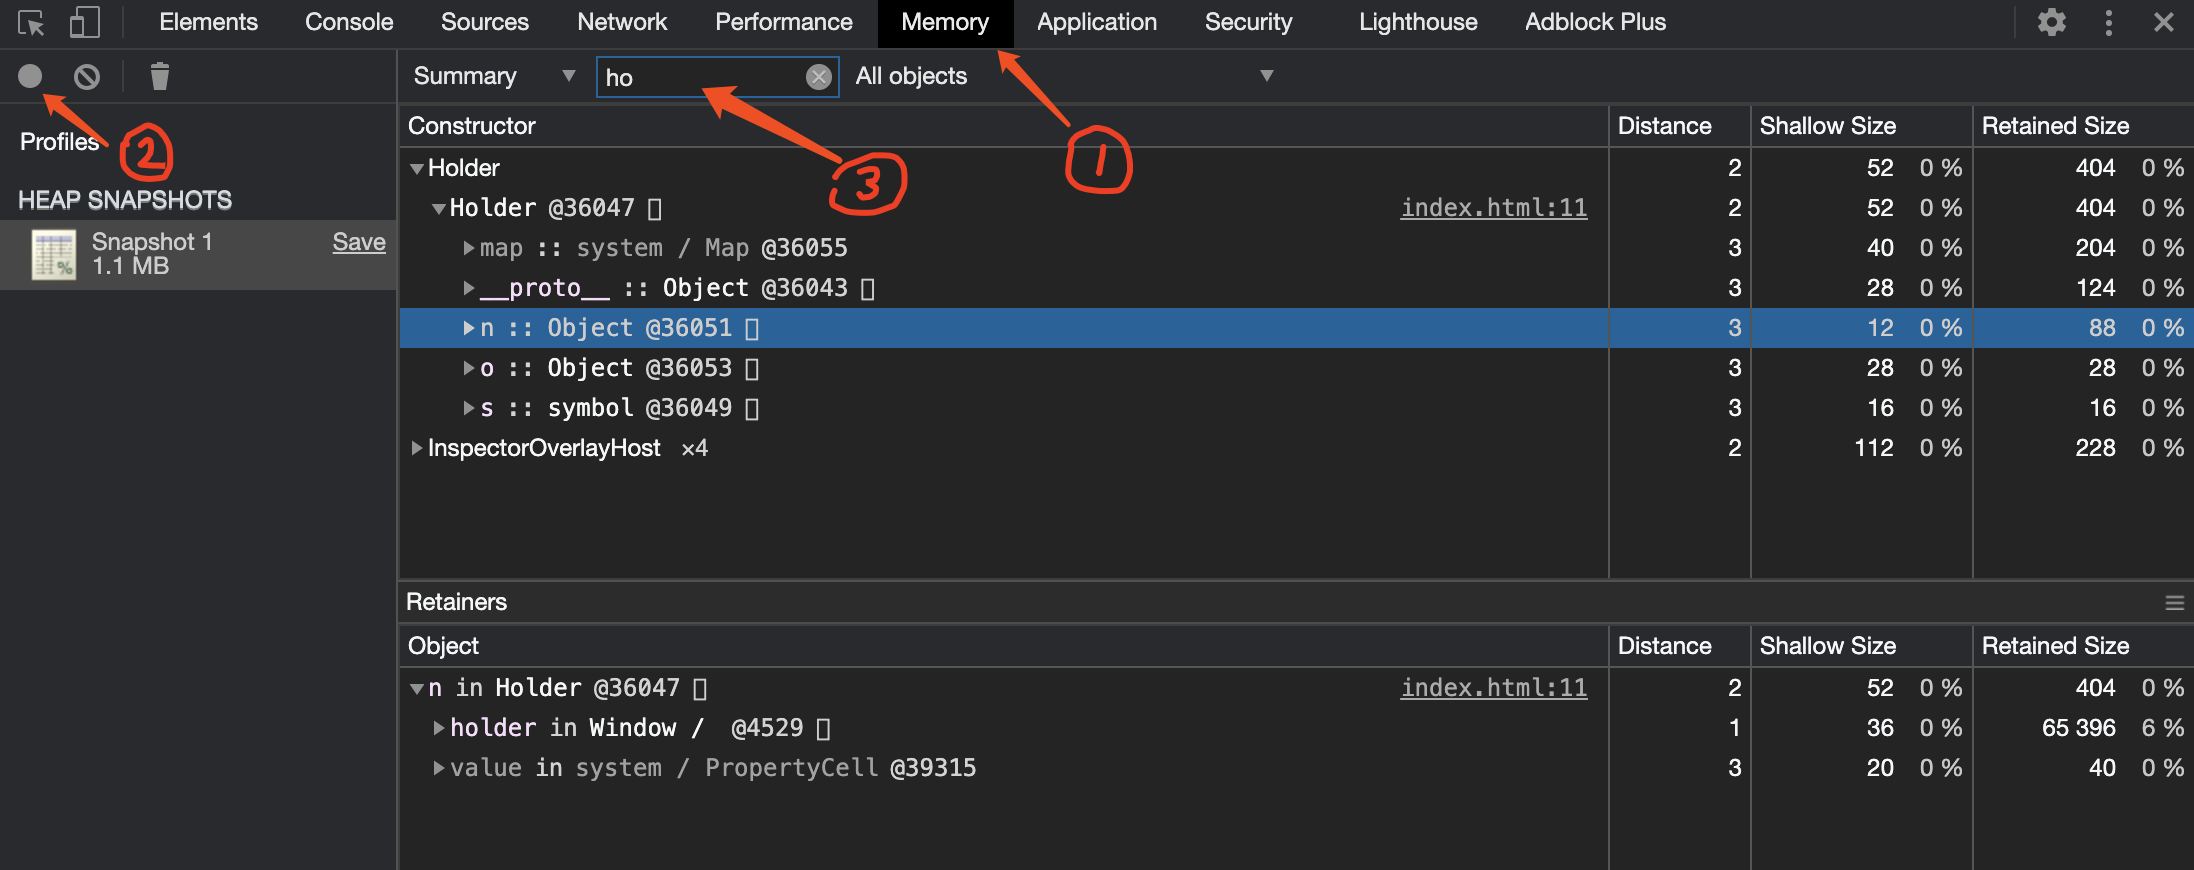 Elements Console Sources Network Performance Memory Application Security Lighthouse Adblock Plus
Summary ho All objects
Profiles
HEAP SNAPSHOTS
Snapshot 1 Save
1.1 MB
2
3
1
Constructor Distance Shallow Size Retained Size
Holder 2 52 0 % 404 0 %
Holder @36047 index.html:11 2 52 0 % 404 0 %
map :: system / Map @36055 3 40 0 % 204 0 %
__proto__ :: Object @36043 3 28 0 % 124 0 %
n :: Object @36051 3 12 0 % 88 0 %
o :: Object @36053 3 28 0 % 28 0 %
s :: symbol @36049 3 16 0 % 16 0 %
InspectorOverlayHost ×4 2 112 0 % 228 0 %
Retainers
Object Distance Shallow Size Retained Size
n in Holder @36047 index.html:11 2 52 0 % 404 0 %
holder in Window / @4529 1 36 0 % 65 396 6 %
value in system / PropertyCell @39315 3 20 0 % 40 0 %